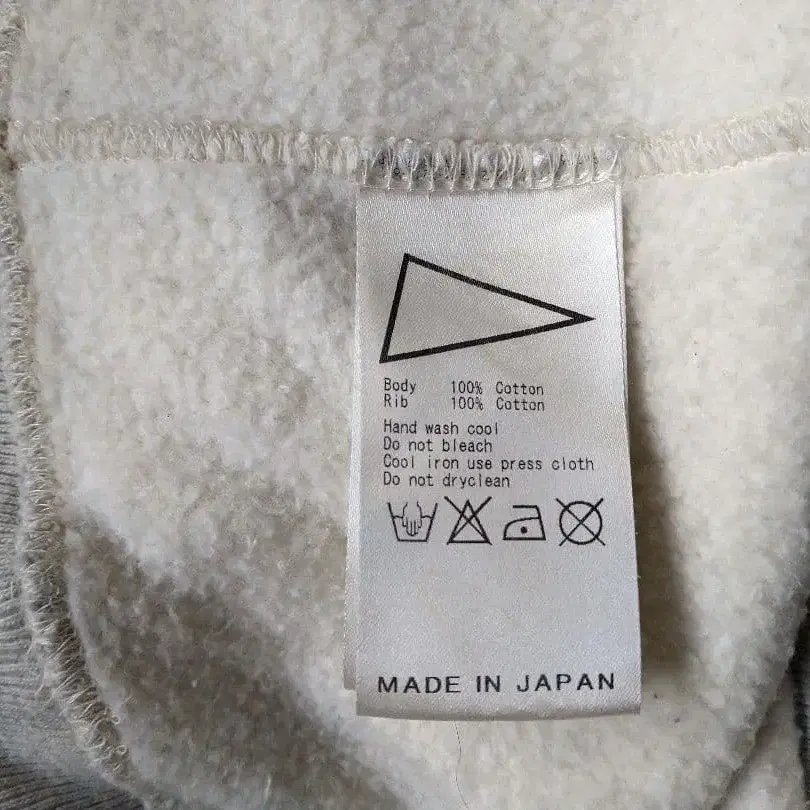 Body 100% Cotton
Rib 100% Cotton
Hand wash cool
Do not bleach
Cool iron use press cloth
Do not dryclean
MADE IN JAPAN